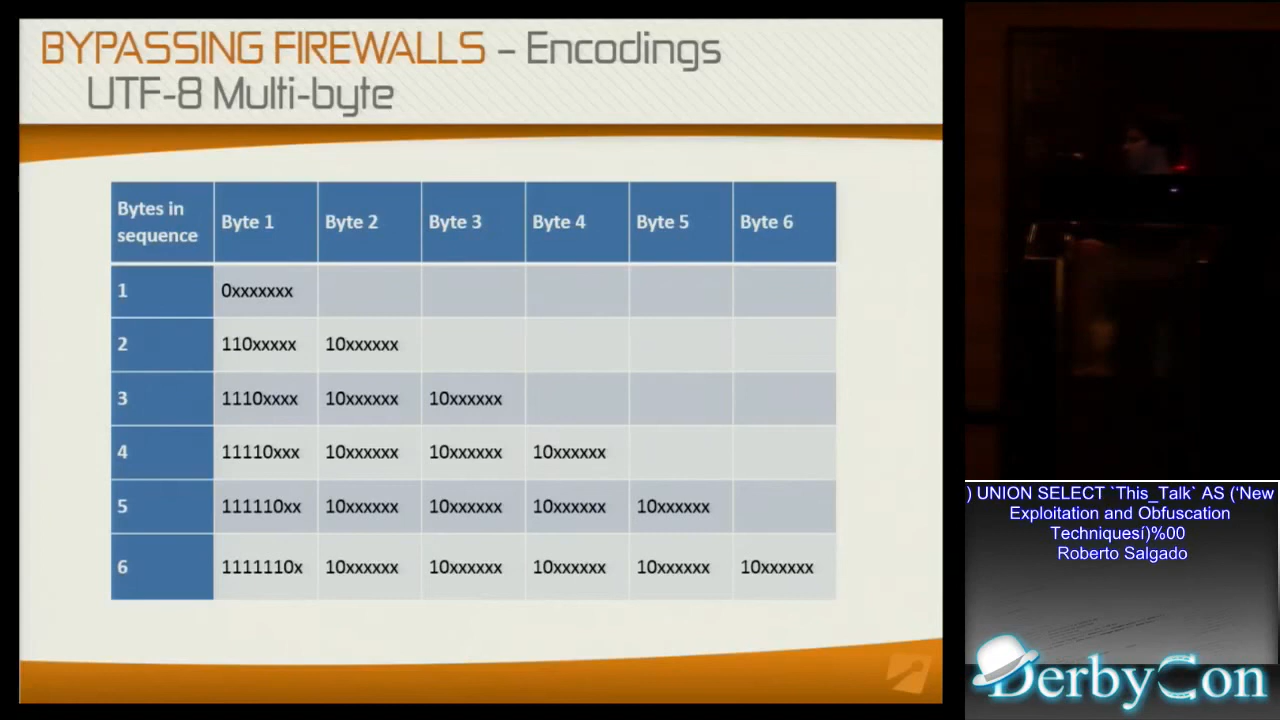 BYPASSING FIREWALLS – Encodings
UTF-8 Multi-byte
Bytes in sequence Byte 1 Byte 2 Byte 3 Byte 4 Byte 5 Byte 6
1 0xxxxxxx
2 110xxxxx 10xxxxxx
3 1110xxxx 10xxxxxx 10xxxxxx
4 11110xxx 10xxxxxx 10xxxxxx 10xxxxxx
5 111110xx 10xxxxxx 10xxxxxx 10xxxxxx 10xxxxxx
6 1111110x 10xxxxxx 10xxxxxx 10xxxxxx 10xxxxxx 10xxxxxx
) UNION SELECT `This_Talk` AS (‘New
Exploitation and Obfuscation
Techniquesí)%00
Roberto Salgado
DerbyCon